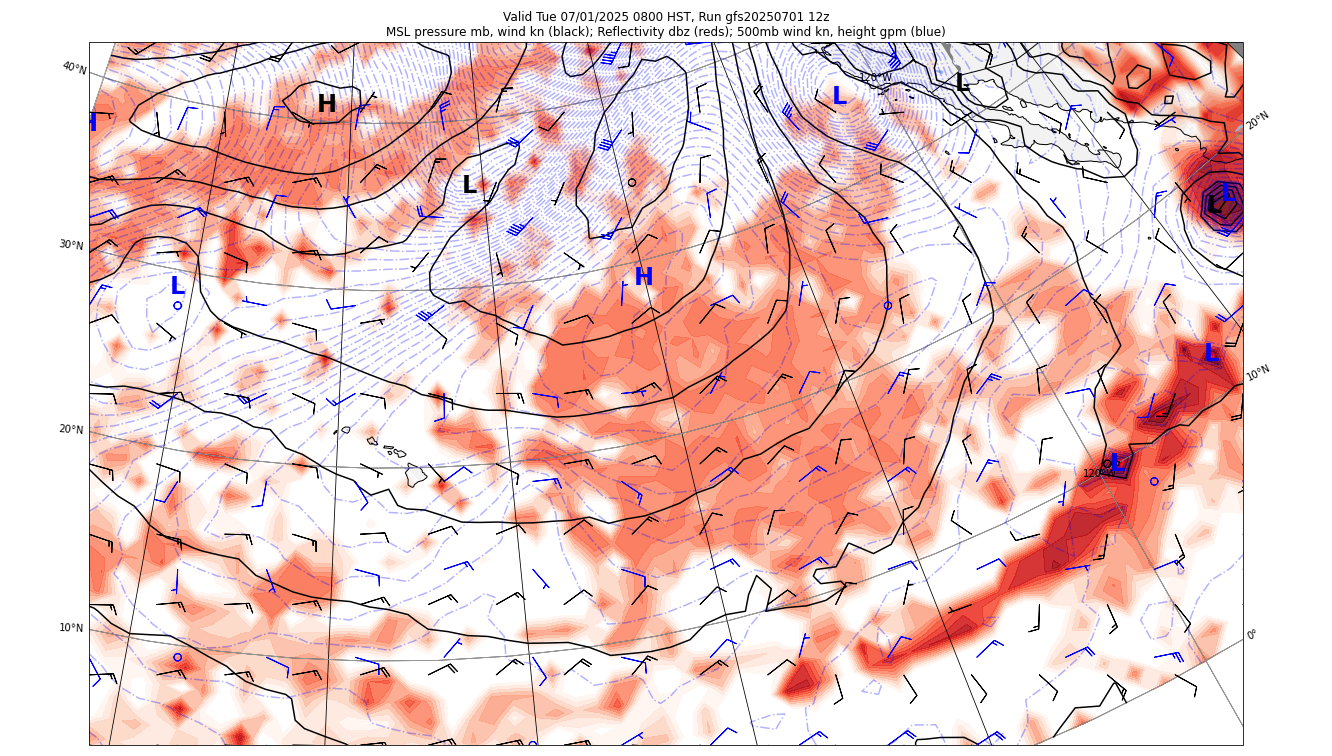 Valid Tue 07/01/2025 0800 HST, Run gfs20250701 12z
MSL pressure mb, wind kn (black); Reflectivity dbz (reds); 500mb wind kn, height gpm (blue)
40°N
120°W
L
L
H
H
20°N
L
L
L
30°N
H
L
L
10°N
20°N
L
120°W
10°N
0°